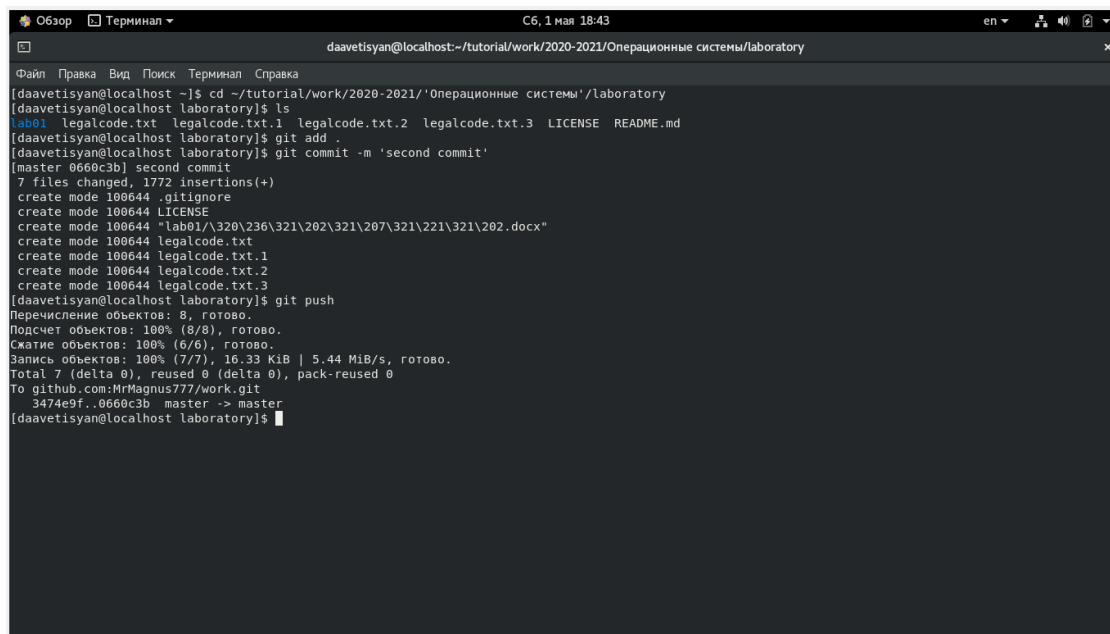 Обзор Терминал Сб, 1 мая 18:43 en
daavetisyan@localhost:~/tutorial/work/2020-2021/Операционные системы/laboratory
Файл Правка Вид Поиск Терминал Справка
[daavetisyan@localhost ~]$ cd ~/tutorial/work/2020-2021/'Операционные системы'/laboratory
[daavetisyan@localhost laboratory]$ ls
lab01 legalcode.txt legalcode.txt.1 legalcode.txt.2 legalcode.txt.3 LICENSE README.md
[daavetisyan@localhost laboratory]$ git add .
[daavetisyan@localhost laboratory]$ git commit -m 'second commit'
[master 0660c3b] second commit
 7 files changed, 1772 insertions(+)
 create mode 100644 .gitignore
 create mode 100644 LICENSE
 create mode 100644 "lab01/\320\236\321\202\321\207\321\221\321\202.docx"
 create mode 100644 legalcode.txt
 create mode 100644 legalcode.txt.1
 create mode 100644 legalcode.txt.2
 create mode 100644 legalcode.txt.3
[daavetisyan@localhost laboratory]$ git push
Перечисление объектов: 8, готово.
Подсчет объектов: 100% (8/8), готово.
Сжатие объектов: 100% (6/6), готово.
Запись объектов: 100% (7/7), 16.33 KiB | 5.44 MiB/s, готово.
Total 7 (delta 0), reused 0 (delta 0), pack-reused 0
To github.com:MrMagnus777/work.git
   3474e9f..0660c3b  master -> master
[daavetisyan@localhost laboratory]$